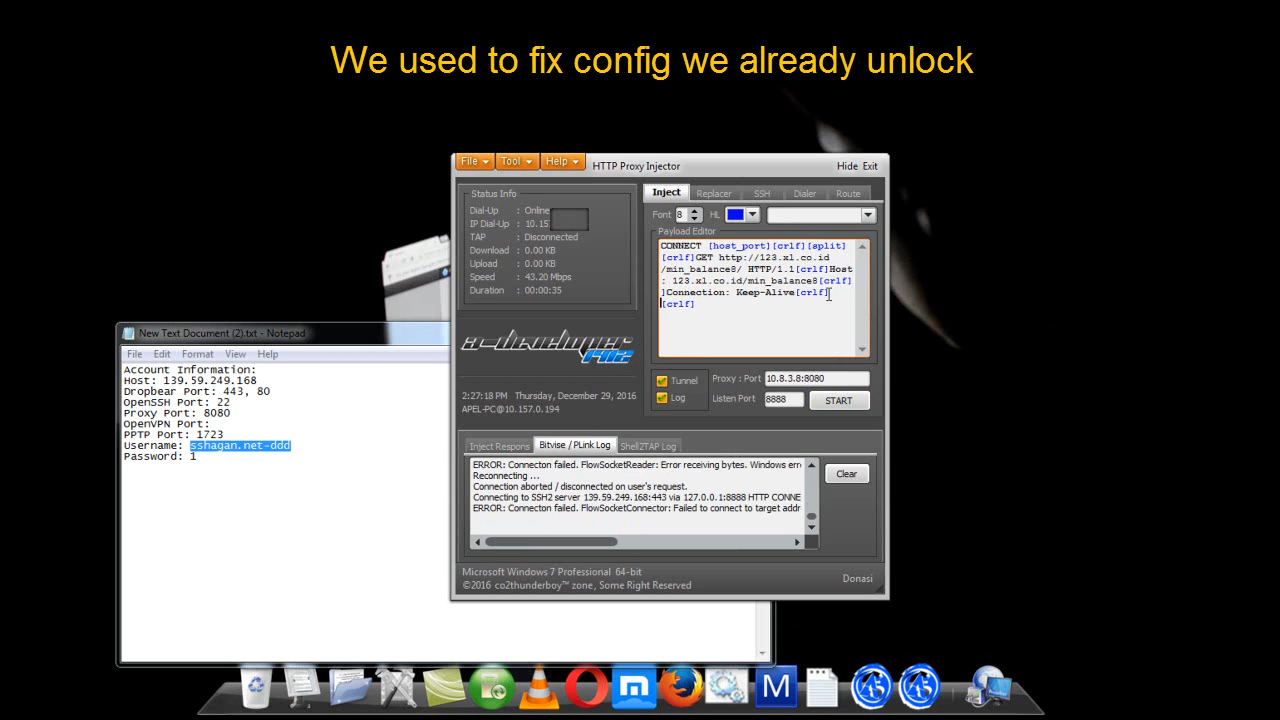 We used to fix config we already unlock
File Tool Help HTTP Proxy Injector Hide Exit
Status Info
Dial-Up : Online
IP Dial-Up : 10.15
TAP : Disconnected
Download : 0.00 KB
Upload : 0.00 KB
Speed : 43.20 Mbps
Duration : 00:00:35
Inject Replacer SSH Dialer Route
Font 8 HL
Payload Editor
CONNECT [host_port][crlf][split]
[crlf]GET http://123.xl.co.id
/min_balance8/ HTTP/1.1[crlf]Host
: 123.xl.co.id/min_balance8[crlf]
]Connection: Keep-Alive[crlf]
[crlf]
2:27:18 PM Thursday, December 29, 2016
APEL-PC@10.157.0.194
Tunnel Proxy : Port 10.8.3.8:8080
Log Listen Port 8888 START
Inject Respons Bitvise / PLink Log Shell2TAP Log
ERROR: Connecton failed. FlowSocketReader: Error receiving bytes. Windows erro
Reconnecting ...
Connection aborted / disconnected on user's request.
Connecting to SSH2 server 139.59.249.168:443 via 127.0.0.1:8888 HTTP CONNE
ERROR: Connecton failed. FlowSocketConnector: Failed to connect to target addr
Clear
Microsoft Windows 7 Professional 64-bit
©2016 co2thunderboy™ zone, Some Right Reserved
Donasi
New Text Document (2).txt - Notepad
File Edit Format View Help
Account Information:
Host: 139.59.249.168
Dropbear Port: 443, 80
OpenSSH Port: 22
Proxy Port: 8080
OpenVPN Port:
PPTP Port: 1723
Username: sshagan.net-ddd
Password: 1